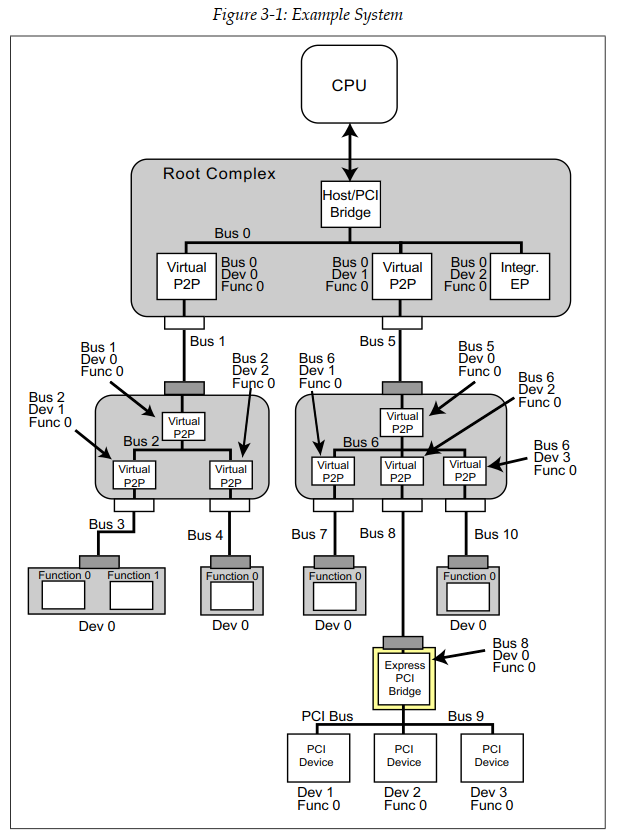 Figure 3-1: Example System
CPU
Root Complex
Host/PCI
Bridge
Bus 0
Virtual
P2P
Bus 0
Dev 0
Func 0
Bus 0
Dev 1
Func 0
Virtual
P2P
Bus 0
Dev 2
Func 0
Integr.
EP
Bus 1
Bus 5
Bus 1
Dev 0
Func 0
Bus 2
Dev 2
Func 0
Bus 6
Dev 1
Func 0
Bus 5
Dev 0
Func 0
Bus 2
Dev 1
Func 0
Bus 6
Dev 2
Func 0
Virtual
P2P
Bus 2
Virtual
P2P
Virtual
P2P
Virtual
P2P
Bus 6
Virtual
P2P
Virtual
P2P
Virtual
P2P
Bus 6
Dev 3
Func 0
Bus 3
Bus 4
Bus 7
Bus 8
Bus 10
Function 0
Function 1
Dev 0
Function 0
Dev 0
Function 0
Dev 0
Function 0
Dev 0
Express
PCI
Bridge
Bus 8
Dev 0
Func 0
PCI Bus
Bus 9
PCI
Device
PCI
Device
PCI
Device
Dev 1
Func 0
Dev 2
Func 0
Dev 3
Func 0